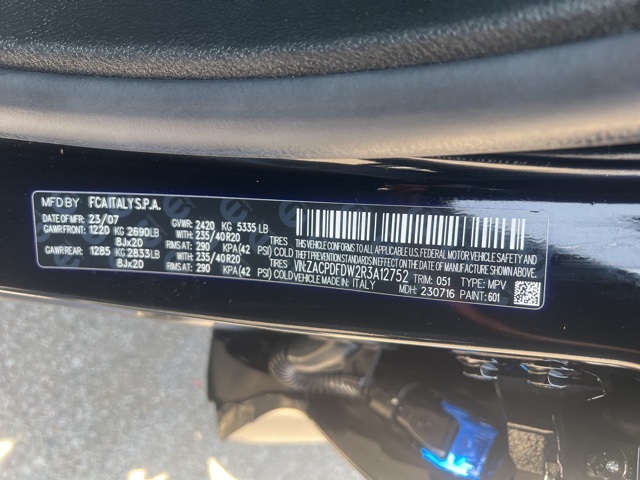 MFD BY FCA ITALY S.P.A.
DATE OF MFR: 23/07 GVWR: 2420 KG 5335 LB
GAWR FRONT: 1220 KG 2690LB WITH TIRES
8Jx20 RIMS AT: 235/40R20 290 KPA(42 PSI) COLD
GAWR REAR: 1285 KG 2833LB WITH TIRES
8Jx20 RIMS AT: 235/40R20 290 KPA(42 PSI) COLD
THIS VEHICLE CONFORMS TO ALL APPLICABLE U.S. FEDERAL MOTOR VEHICLE SAFETY, BUMPER AND
THEFT PREVENTION STANDARDS IN EFFECT ON THE DATE OF MANUFACTURE SHOWN ABOVE
VIN:ZACPDFDW2R3A12752 TRIM: 051 TYPE: MPV
VEHICLE MADE IN: ITALY MDH: 230716 PAINT: 601